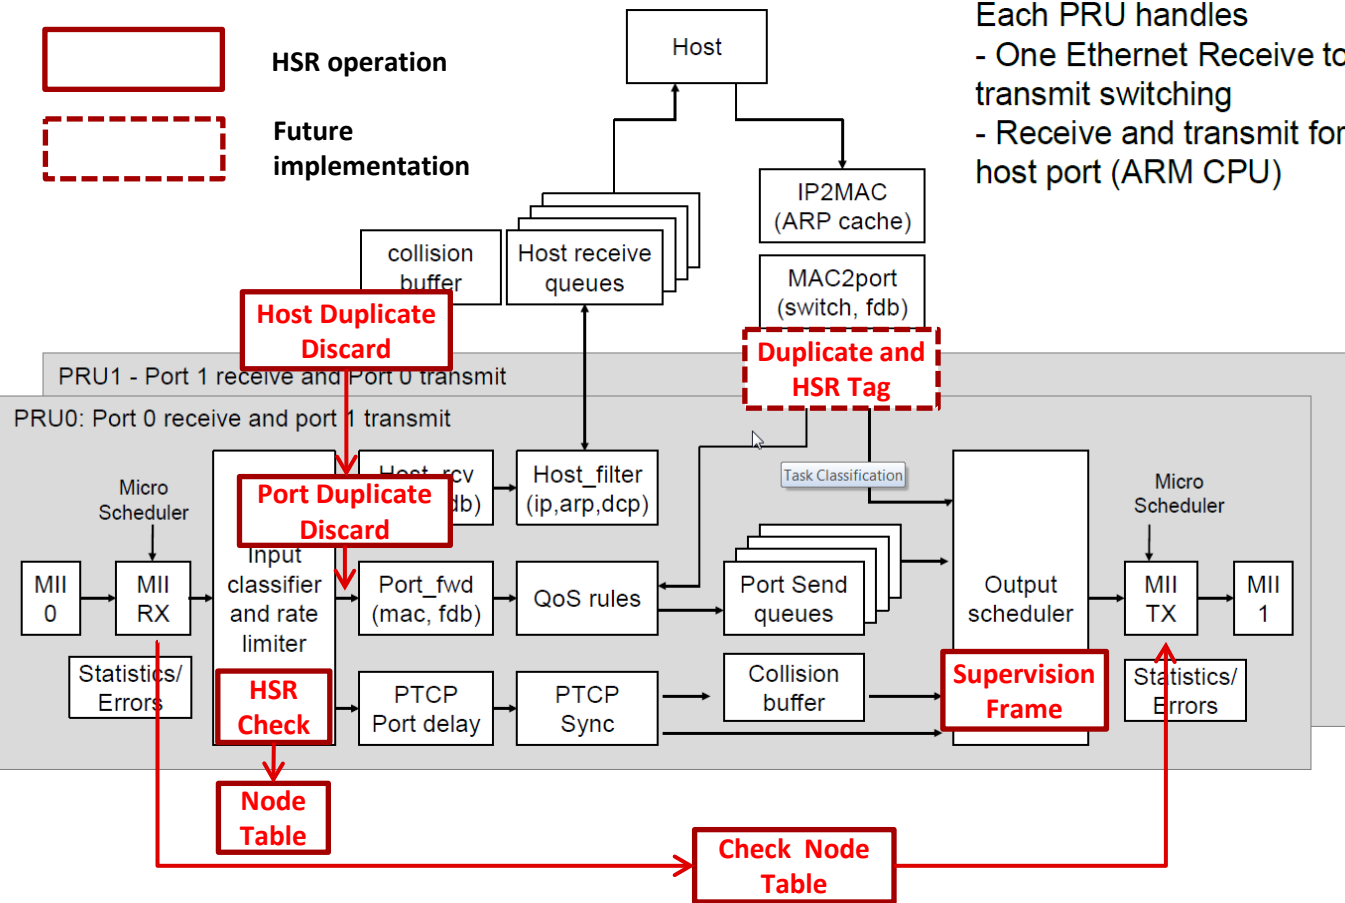 Each PRU handles
- One Ethernet Receive to
transmit switching
- Receive and transmit for
host port (ARM CPU)
HSR operation
Future
implementation
Host
IP2MAC
(ARP cache)
collision
buffer
Host receive
queues
MAC2port
(switch, fdb)
Host Duplicate
Discard
Duplicate and
HSR Tag
PRU1 - Port 1 receive and Port 0 transmit
PRU0: Port 0 receive and port 1 transmit
Task Classification
Host_rcv
db)
Host_filter
(ip,arp,dcp)
Port Duplicate
Discard
Micro
Scheduler
Micro
Scheduler
MII
0
MII
RX
Input
classifier
and rate
limiter
Port_fwd
(mac, fdb)
QoS rules
Port Send
queues
Output
scheduler
MII
TX
MII
1
Statistics/
Errors
HSR
Check
PTCP
Port delay
PTCP
Sync
Collision
buffer
Supervision
Frame
Statistics/
Errors
Node
Table
Check Node
Table